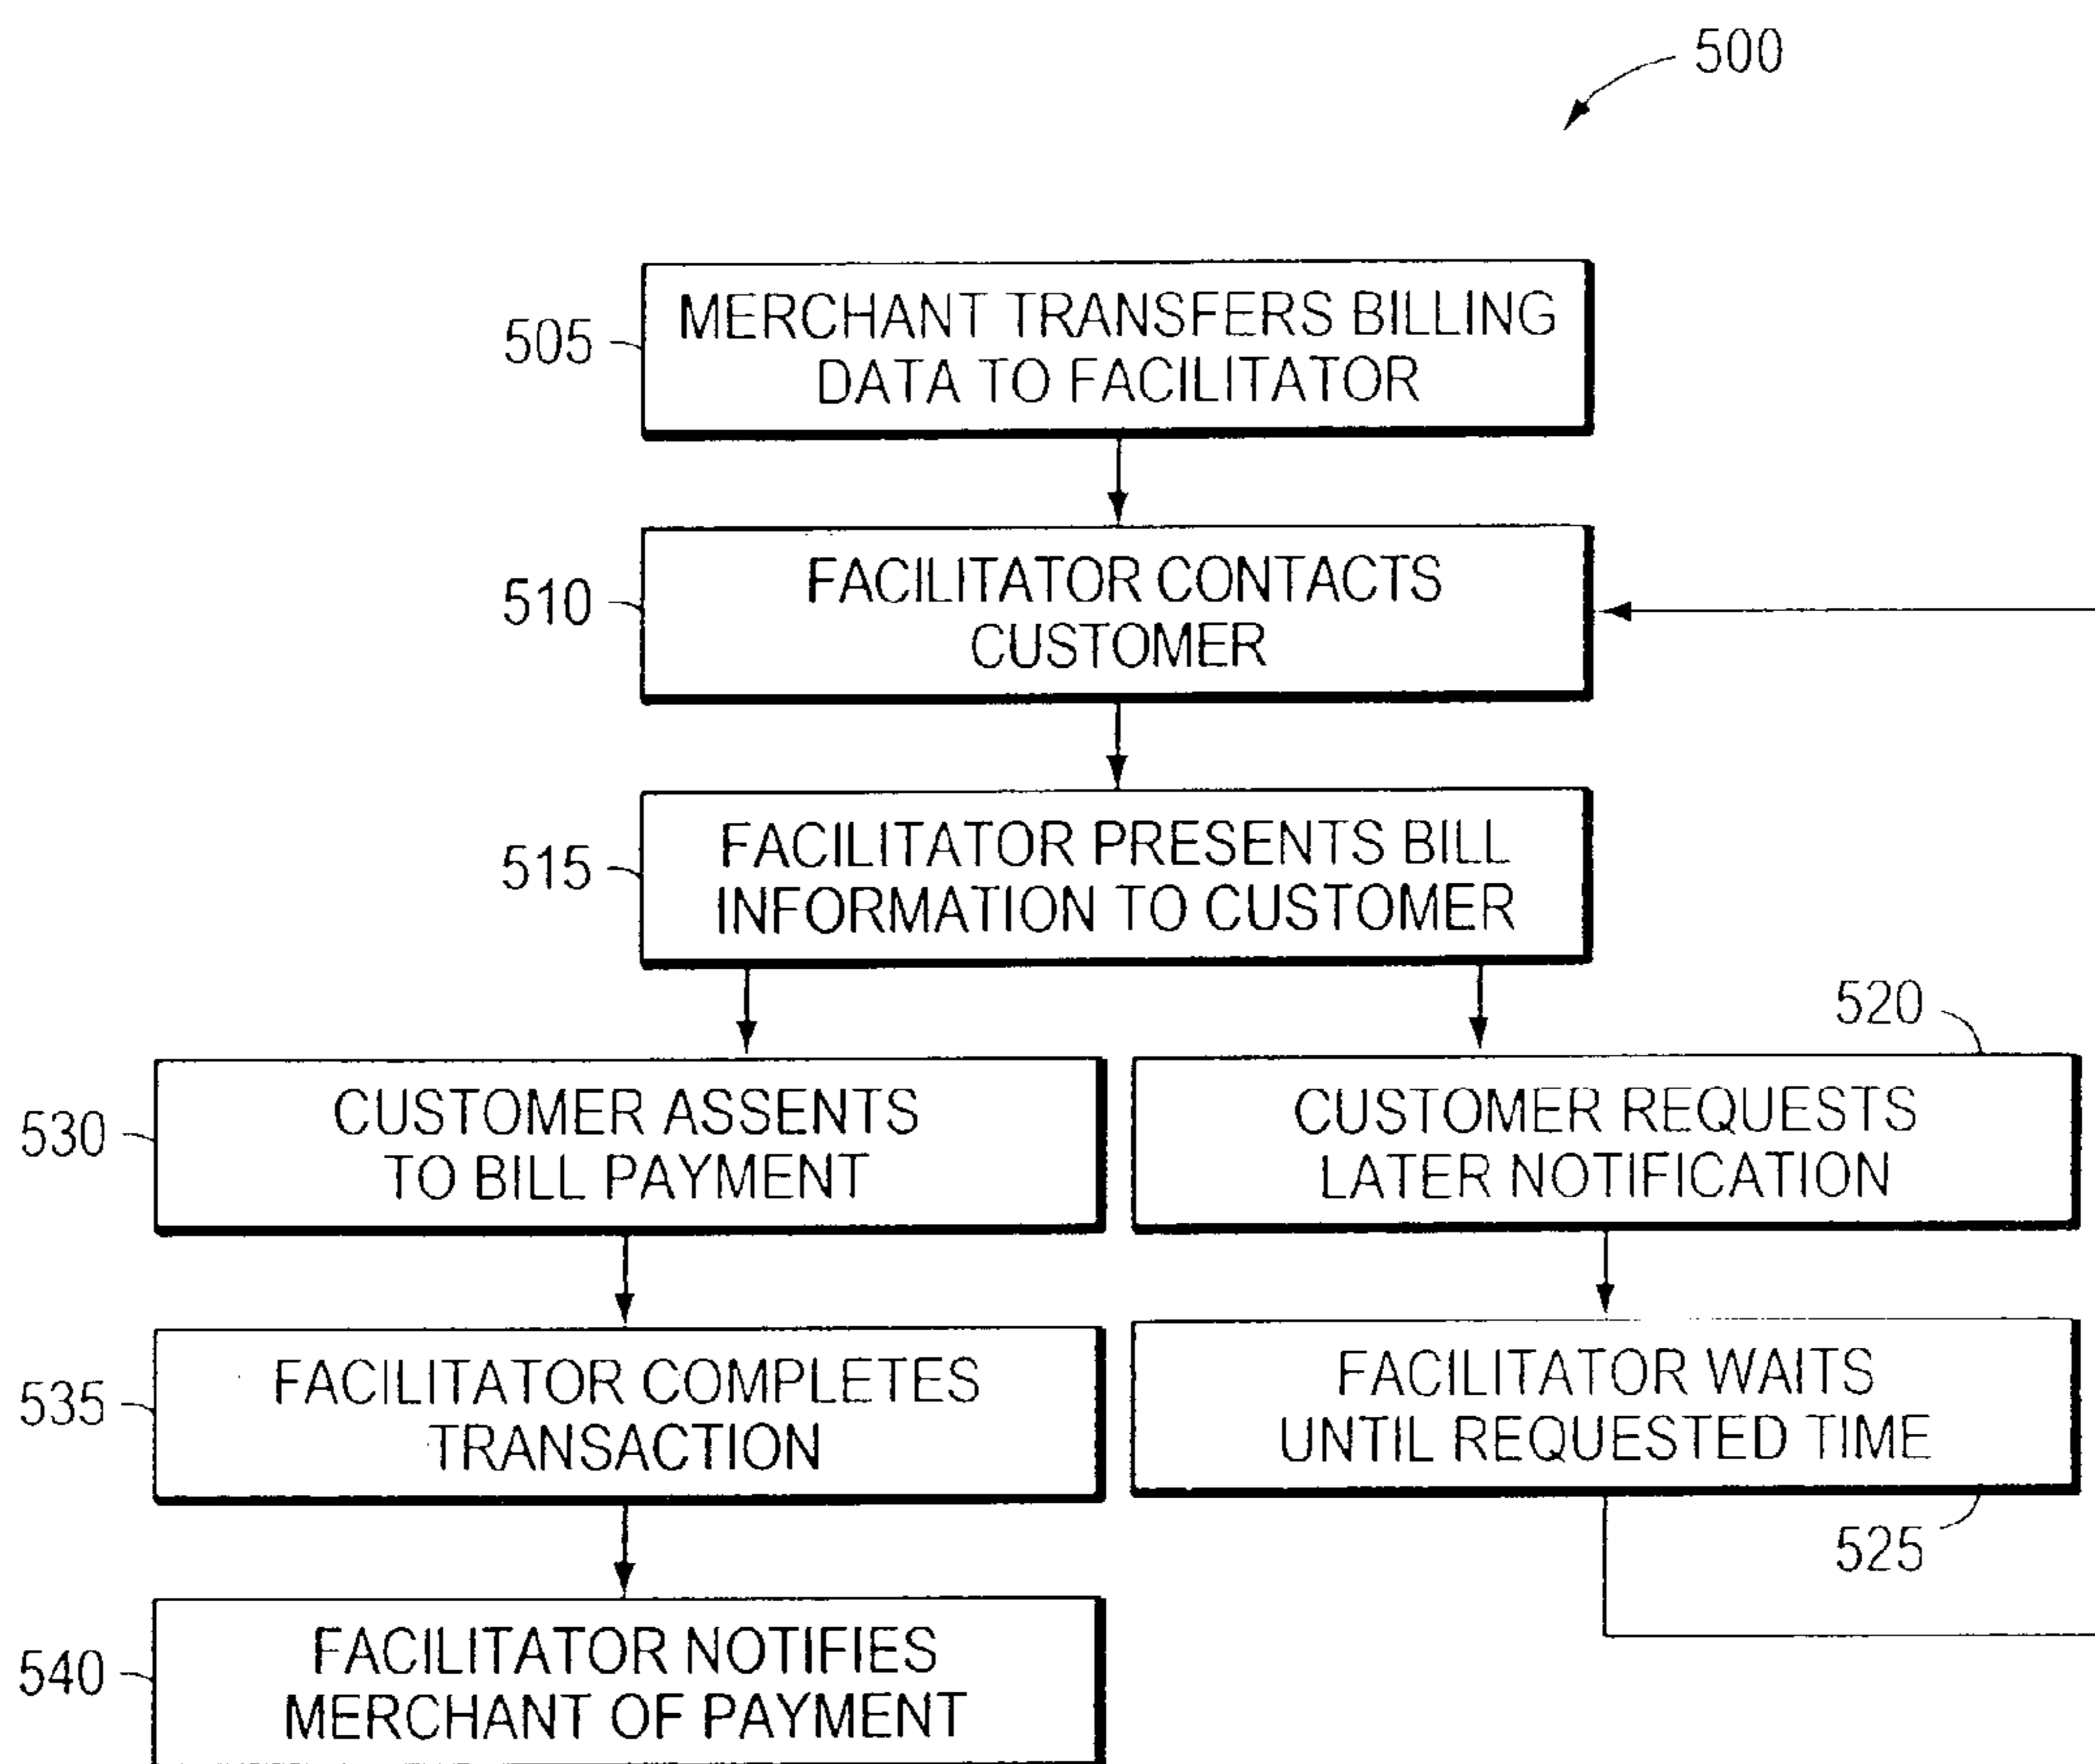 500
505
MERCHANT TRANSFERS BILLING
DATA TO FACILITATOR
510
FACILITATOR CONTACTS
CUSTOMER
515
FACILITATOR PRESENTS BILL
INFORMATION TO CUSTOMER
520
530
CUSTOMER ASSENTS
TO BILL PAYMENT
CUSTOMER REQUESTS
LATER NOTIFICATION
535
FACILITATOR COMPLETES
TRANSACTION
FACILITATOR WAITS
UNTIL REQUESTED TIME
525
540
FACILITATOR NOTIFIES
MERCHANT OF PAYMENT